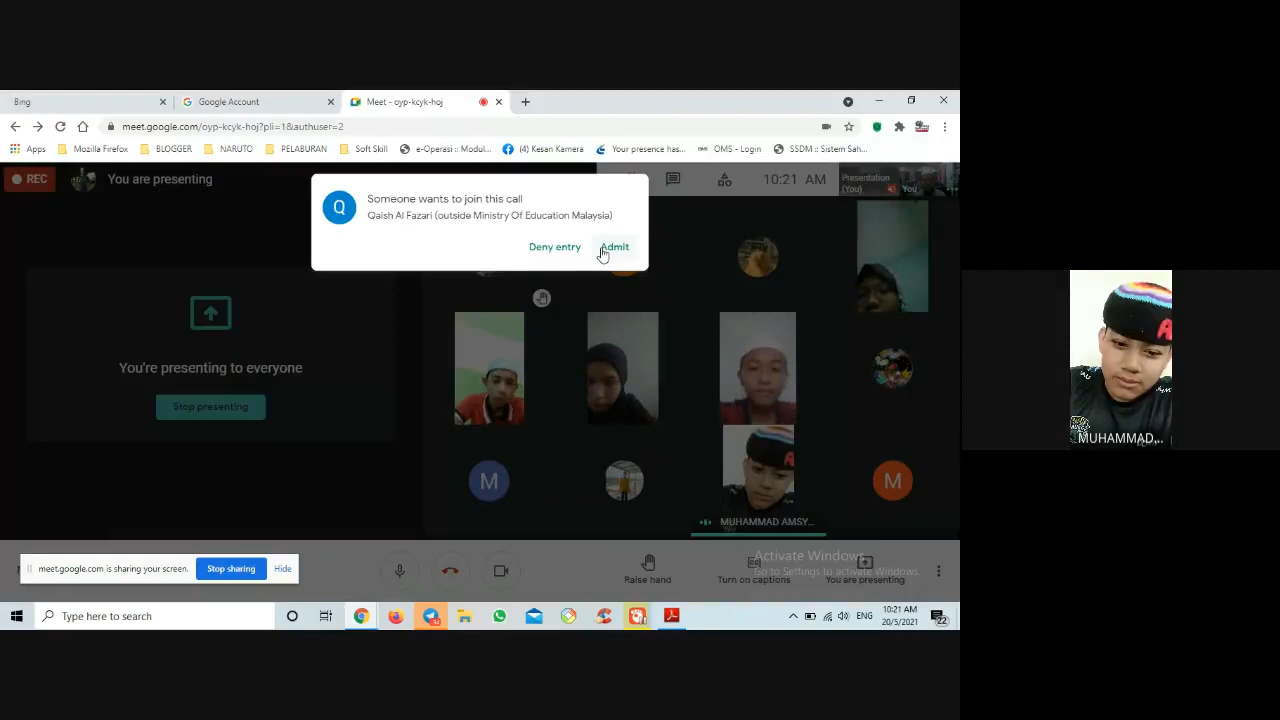 Bing
Google Account
Meet - oyp-kcyk-hoj
meet.google.com/oyp-kcyk-hoj?pli=1&authuser=2
Apps
Mozilla Firefox
BLOGGER
NARUTO
PELABURAN
Soft Skill
e-Operasi :: Modul...
(4) Kesan Kamera
Your presence has...
OMS - Login
SSDM :: Sistem Sah...
REC
You are presenting
10:21 AM
Presentation (You)
You
Q
Someone wants to join this call
Qaish Al Fazari (outside Ministry Of Education Malaysia)
Deny entry
Admit
You're presenting to everyone
Stop presenting
MUHAMMAD...
M
M
MUHAMMAD AMSY...
meet.google.com is sharing your screen.
Stop sharing
Hide
Raise hand
Turn on captions
You are presenting
Activate Windows
Go to Settings to activate Windows.
Type here to search
ENG
10:21 AM
20/5/2021
22